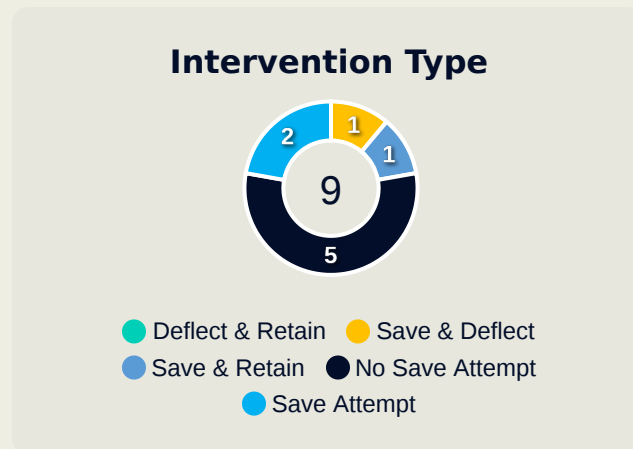 Intervention Type
2
1
1
9
5
Deflect & Retain
Save & Deflect
Save & Retain
No Save Attempt
Save Attempt